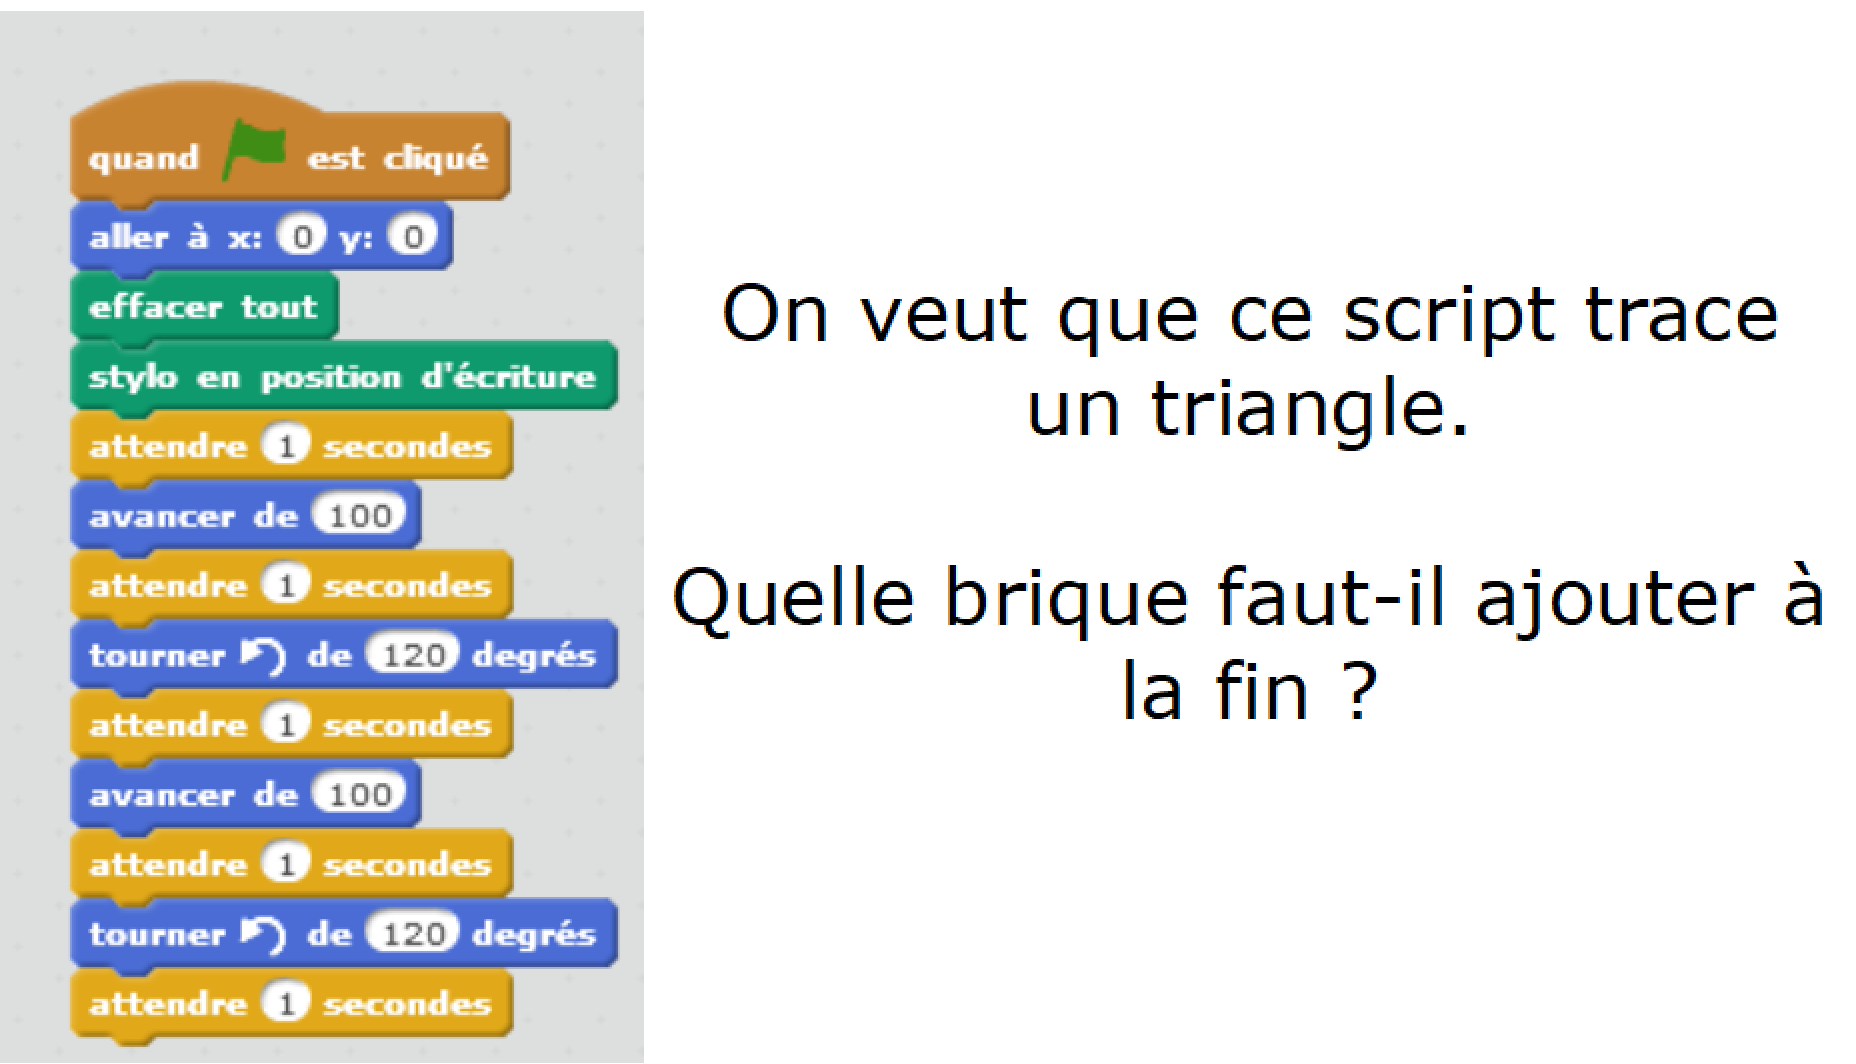 quand est cliqué
aller à x: 0 y: 0
effacer tout
stylo en position d'écriture
attendre 1 secondes
avancer de 100
attendre 1 secondes
tourner de 120 degrés
attendre 1 secondes
avancer de 100
attendre 1 secondes
tourner de 120 degrés
attendre 1 secondes
On veut que ce script trace
un triangle.
Quelle brique faut-il ajouter à
la fin ?